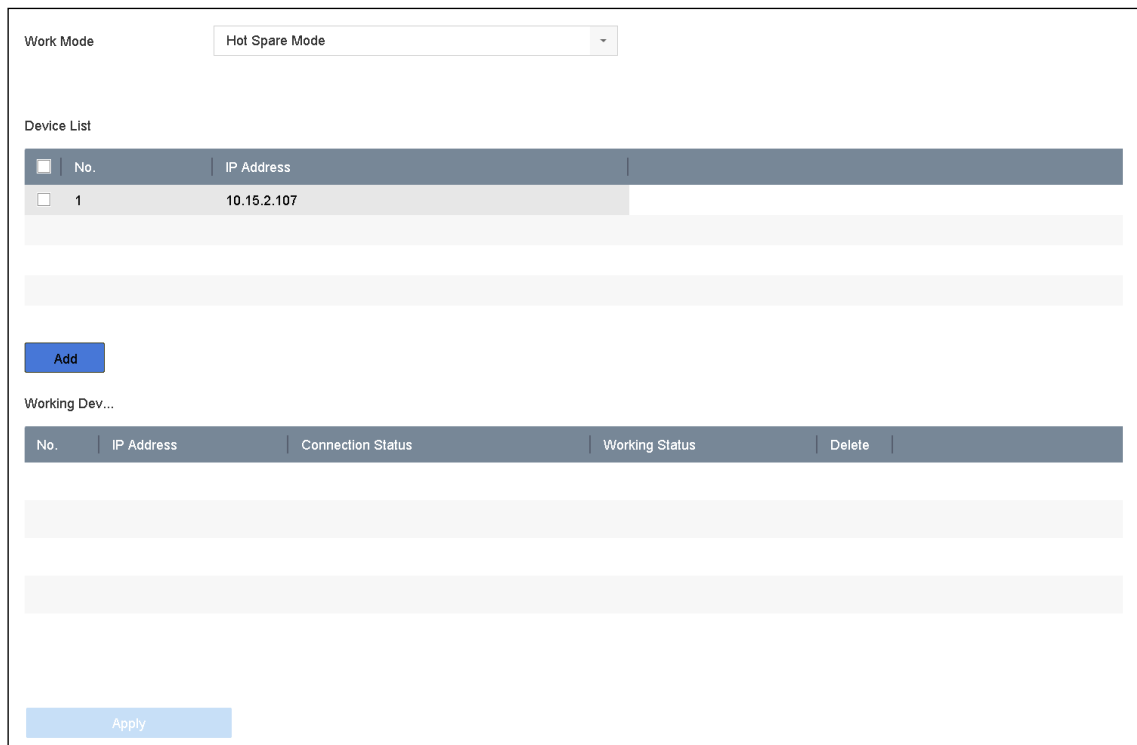 Work Mode Hot Spare Mode
Device List
No. IP Address
1 10.15.2.107
Add
Working Dev...
No. IP Address Connection Status Working Status Delete
Apply